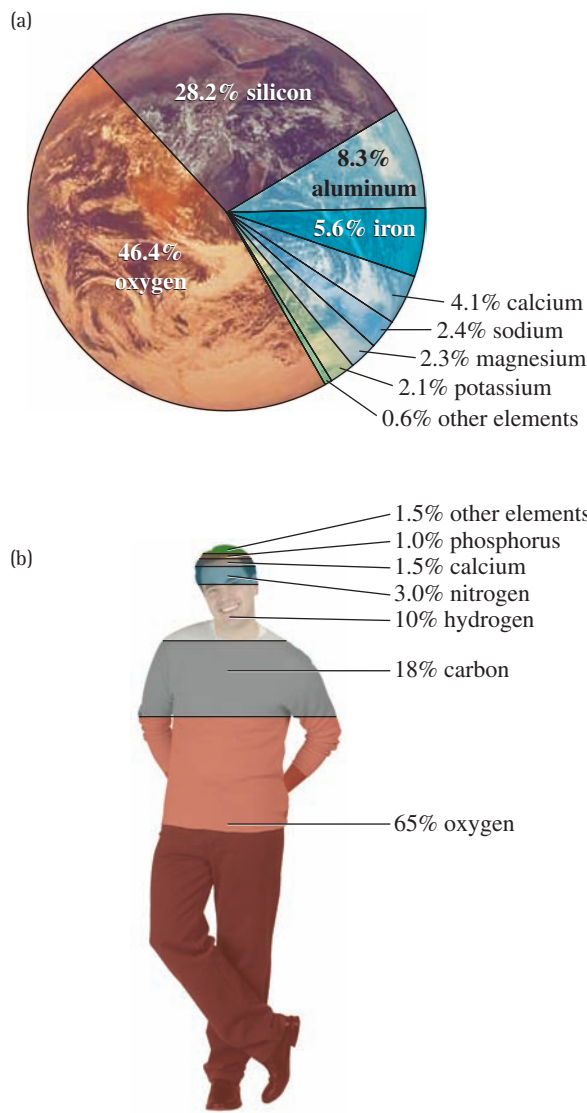 (a)
28.2% silicon
8.3%
aluminum
5.6% iron
46.4%
oxygen
4.1% calcium
2.4% sodium
2.3% magnesium
2.1% potassium
0.6% other elements
(b)
1.5% other elements
1.0% phosphorus
1.5% calcium
3.0% nitrogen
10% hydrogen
18% carbon
65% oxygen